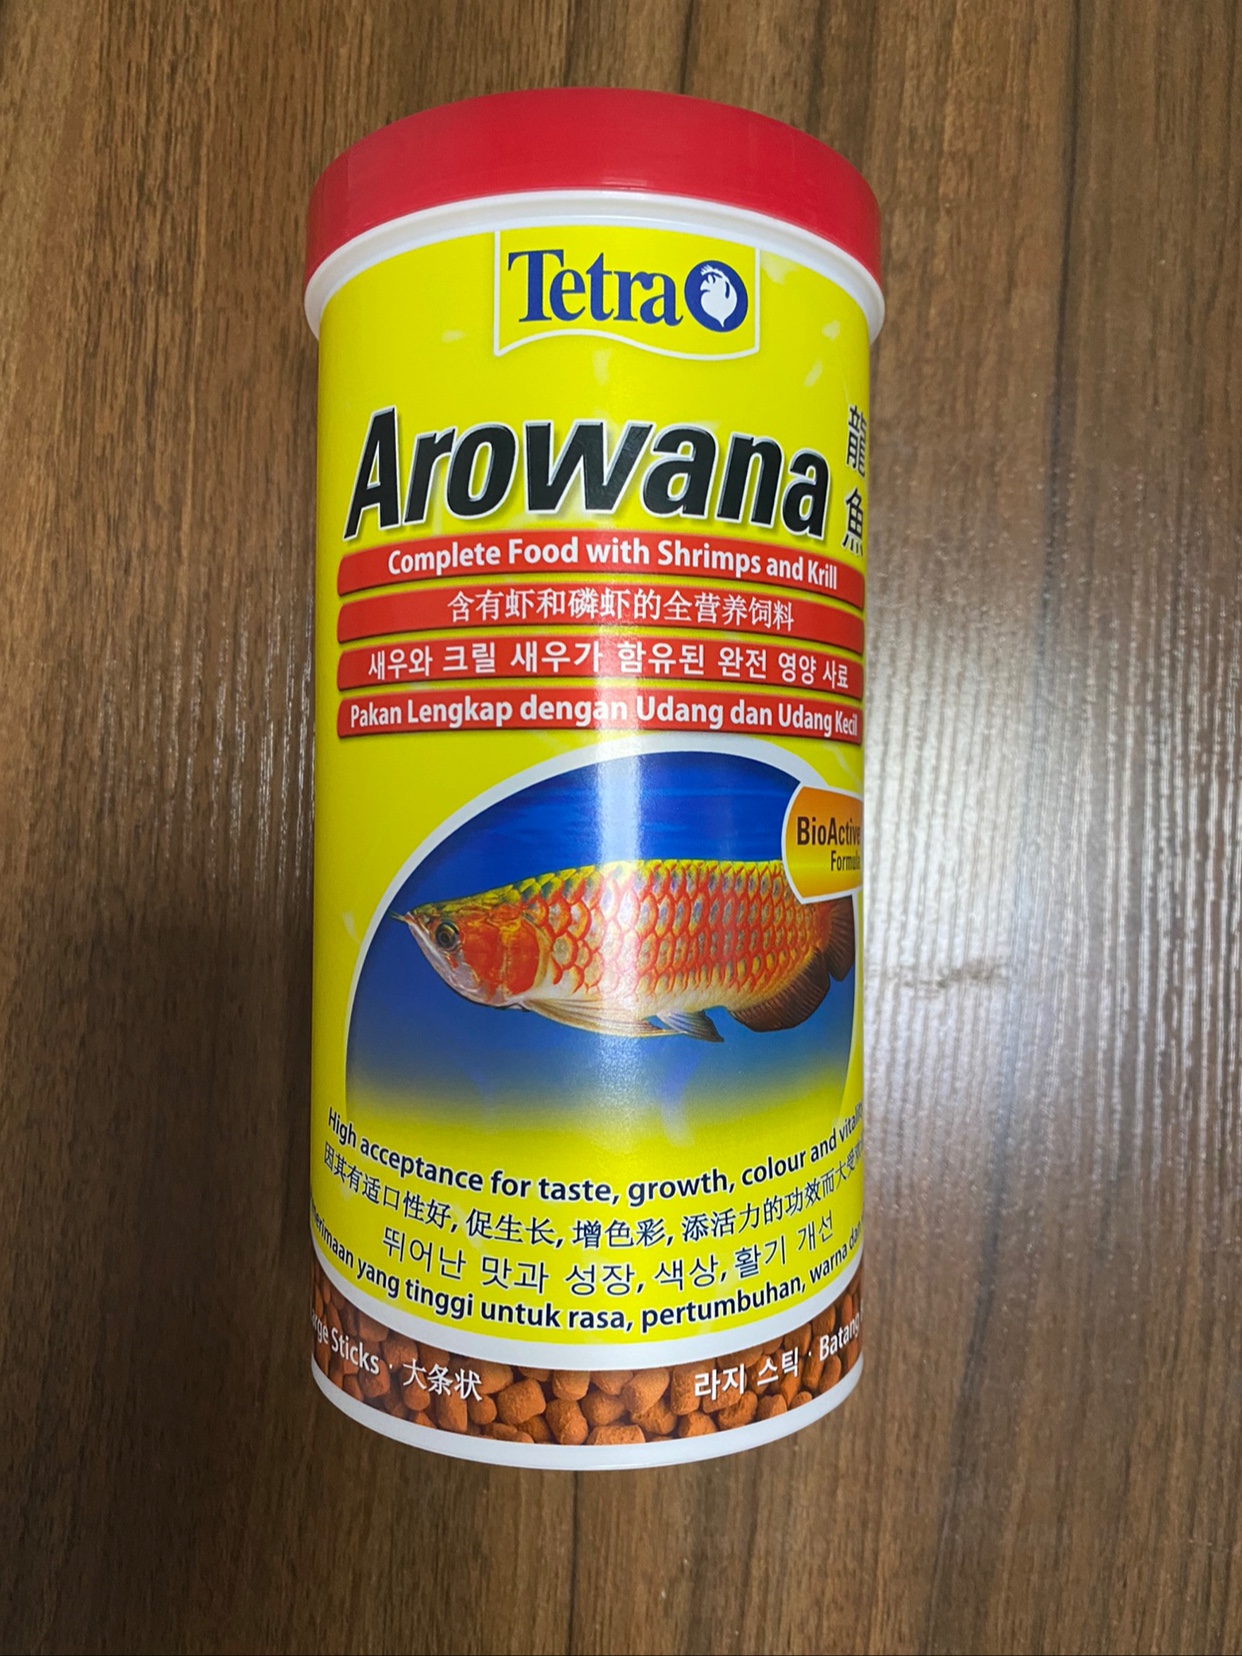 Tetra
Arowana
龍
魚
Complete Food with Shrimps and Krill
含有虾和磷虾的全营养饲料
새우와 크릴 새우가 함유된 완전 영양 사료
Pakan Lengkap dengan Udang dan Udang Kecil
BioActive
Formula
High acceptance for taste, growth, colour and
因其有适口性好, 促生长, 增色彩, 添活力的功效而大受
뛰어난 맛과 성장, 색상, 활기 개선
yang tinggi untuk rasa, pertumbuhan, warna dan
Sticks · 大条状
라지 스틱 · Batang